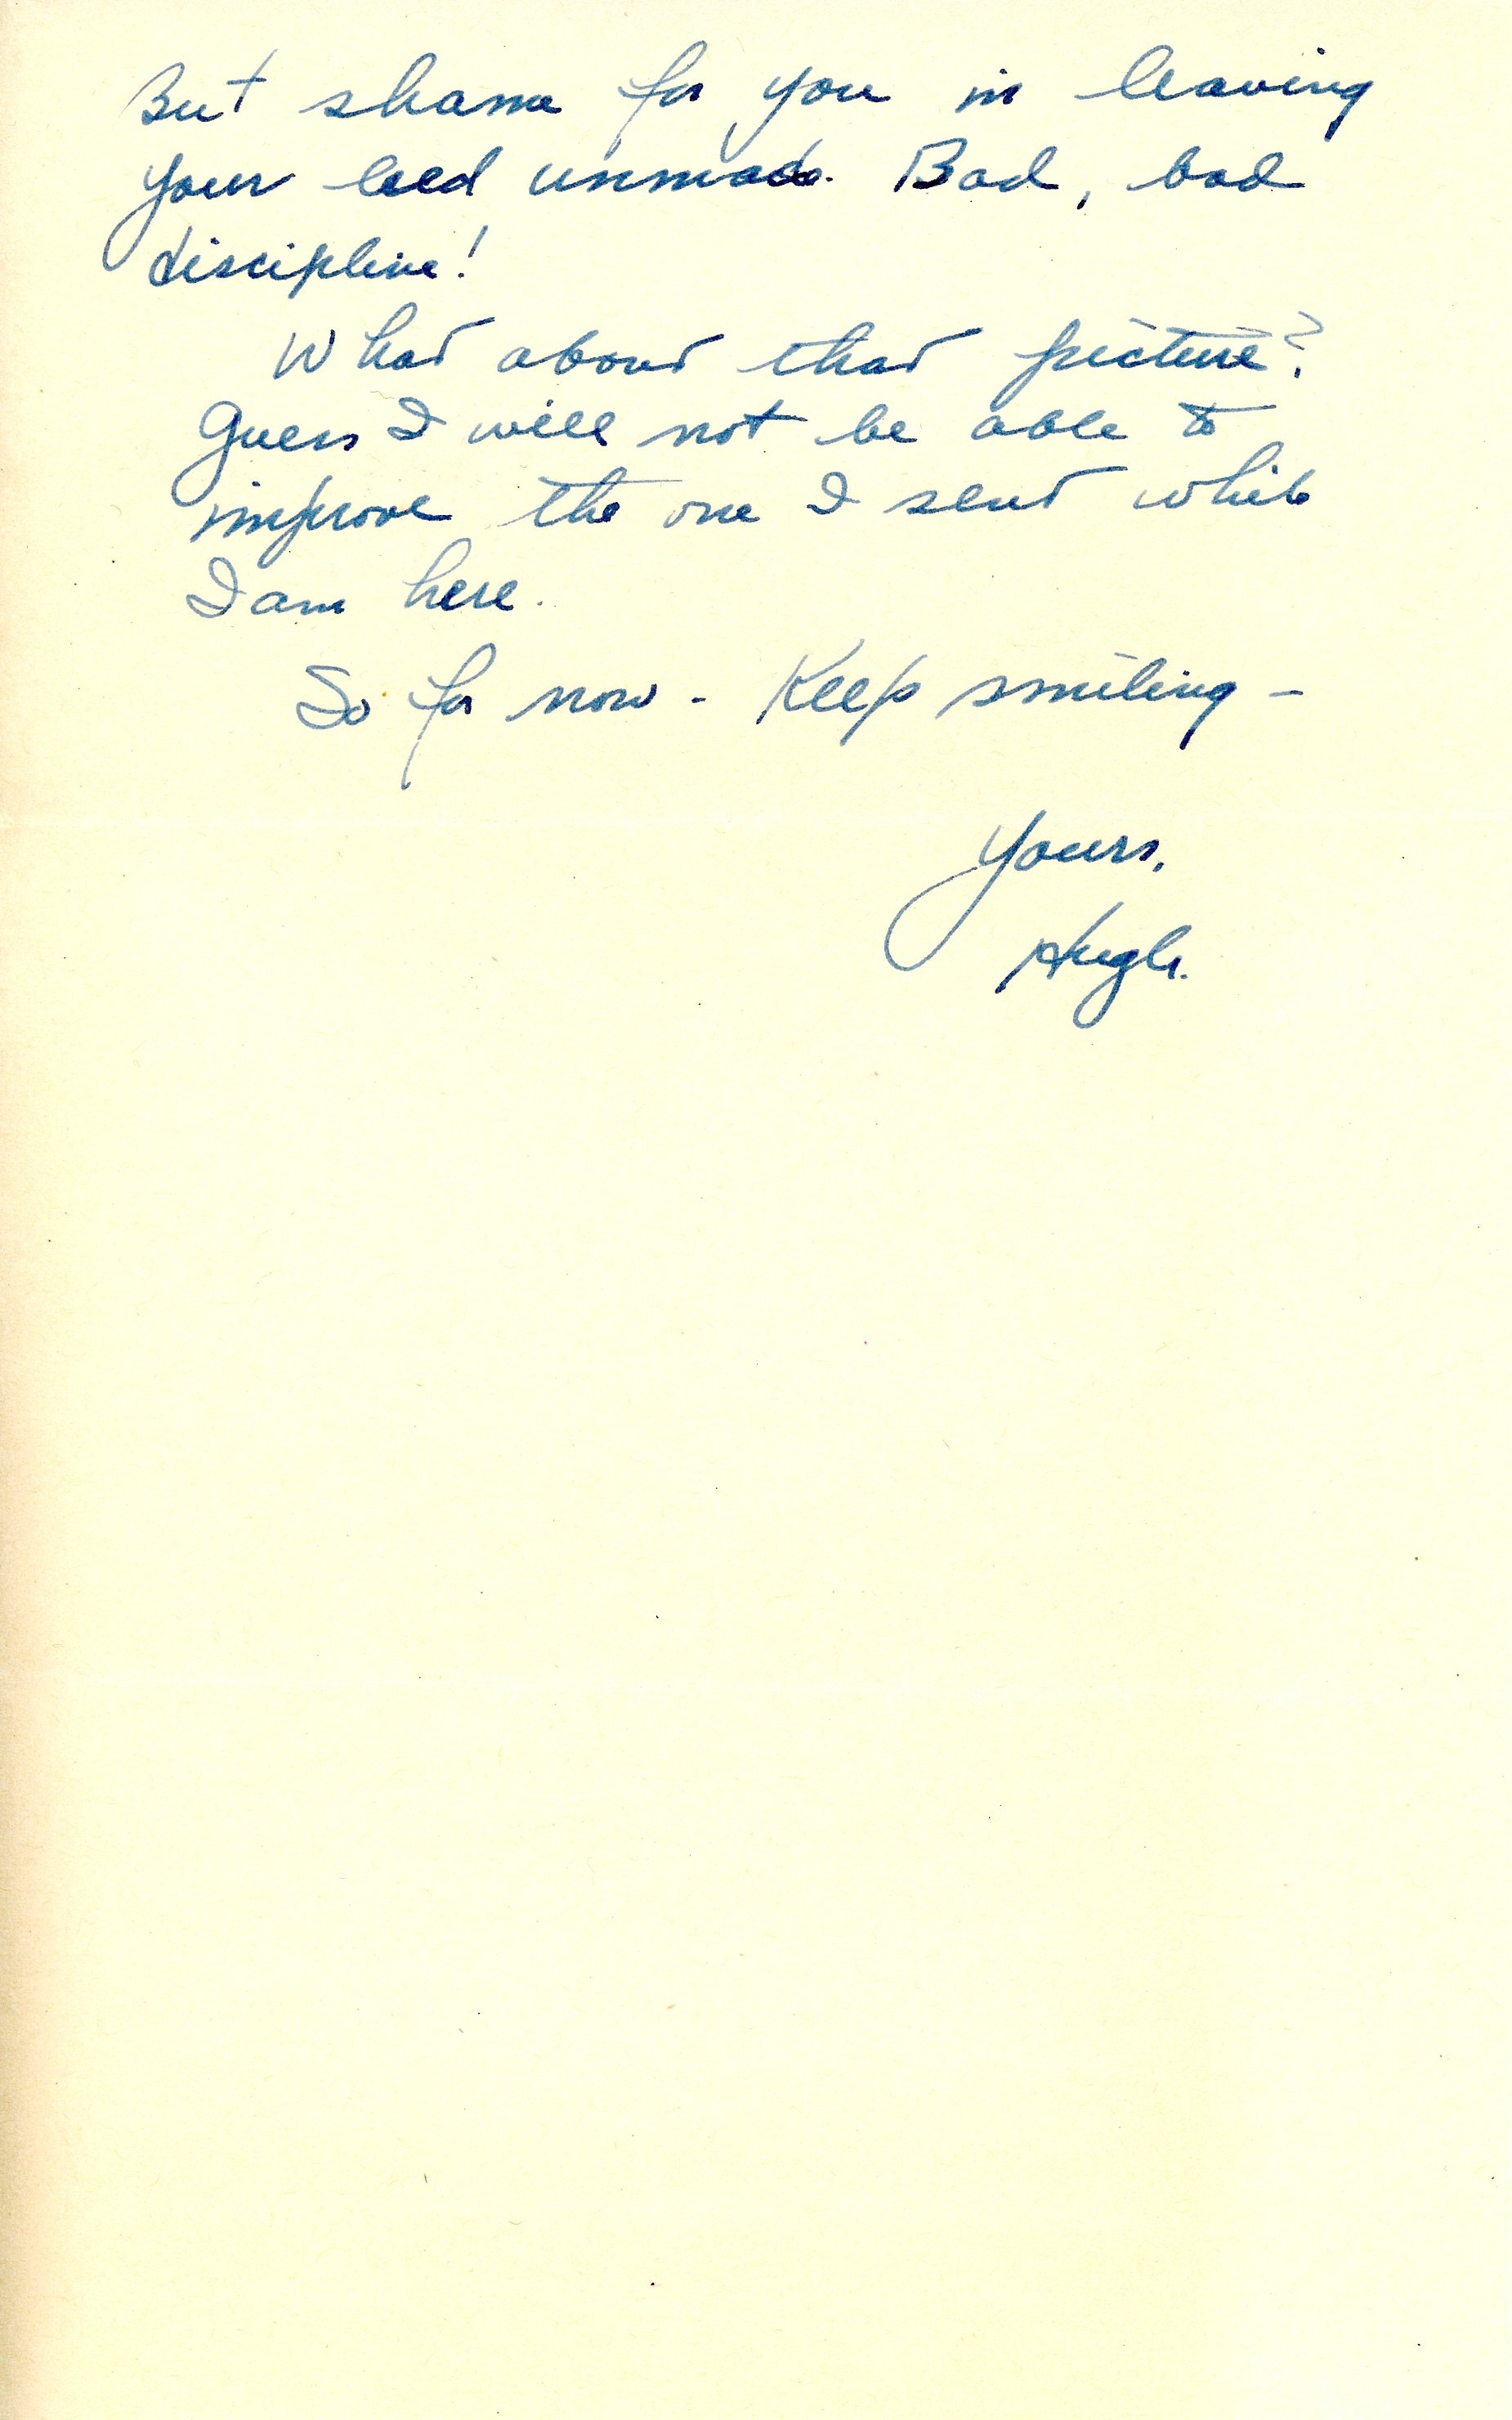 But shame for you in leaving
your bed unmade. Bad, bad
discipline!
What about that picture?
Guess I will not be able to
improve the one I sent while
I am here.
So for now - Keep smiling -
Yours,
Hugh.